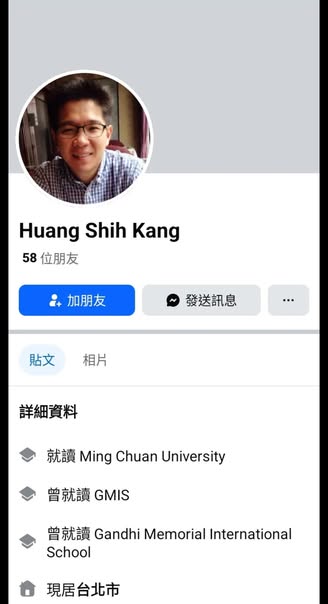 Huang Shih Kang
58 位朋友
加朋友
發送訊息
貼文
相片
詳細資料
就讀 Ming Chuan University
曾就讀 GMIS
曾就讀 Gandhi Memorial International
School
現居台北市